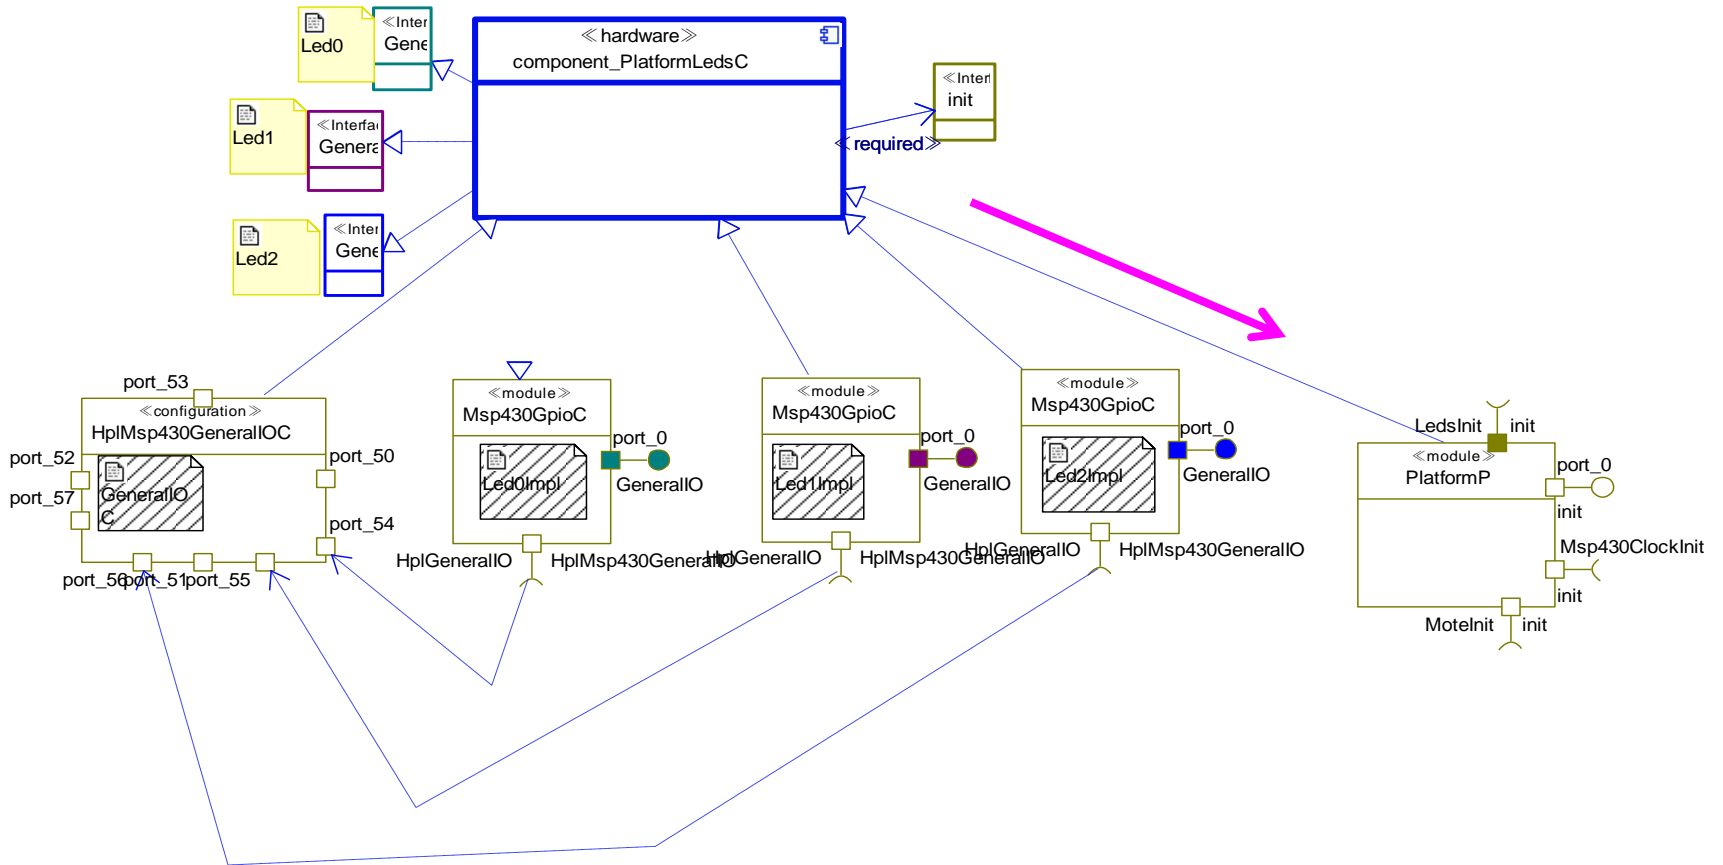 Led0
≪Inter
Gene
≪hardware≫
component_PlatformLedsC
≪Inter
init
≪required≫
Led1
≪Interfa
Genera
Led2
≪Inter
Gene
port_53
≪configuration≫
HplMsp430GeneralIOC
port_52
port_57
GeneralIO
C
port_50
port_54
port_56
port_51
port_55
≪module≫
Msp430GpioC
Led0Impl
port_0
GeneralIO
HplGeneralIO
HplMsp430GeneralIO
≪module≫
Msp430GpioC
Led1Impl
port_0
GeneralIO
HplGeneralIO
HplMsp430GeneralIO
≪module≫
Msp430GpioC
Led2Impl
port_0
GeneralIO
HplGeneralIO
HplMsp430GeneralIO
LedsInit
init
≪module≫
PlatformP
port_0
init
Msp430ClockInit
init
MoteInit
init